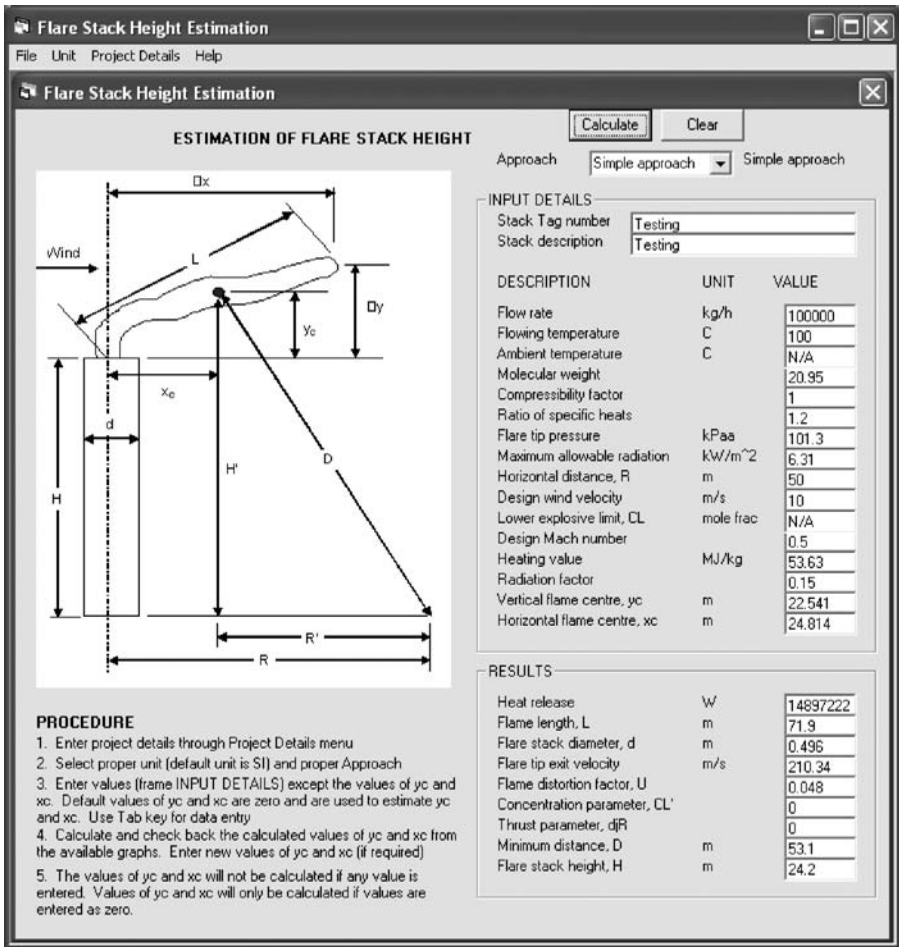 Flare Stack Height Estimation
File Unit Project Details Help
Flare Stack Height Estimation
ESTIMATION OF FLARE STACK HEIGHT
Calculate Clear
Approach Simple approach Simple approach
□x
Wind
L
□y
yc
xc
d
H'
D
H
R'
R
INPUT DETAILS
Stack Tag number Testing
Stack description Testing
DESCRIPTION UNIT VALUE
Flow rate kg/h 100000
Flowing temperature C 100
Ambient temperature C N/A
Molecular weight 20.95
Compressibility factor 1
Ratio of specific heats 1.2
Flare tip pressure kPaa 101.3
Maximum allowable radiation kW/m^2 6.31
Horizontal distance, R m 50
Design wind velocity m/s 10
Lower explosive limit, CL mole frac N/A
Design Mach number 0.5
Heating value MJ/kg 53.63
Radiation factor 0.15
Vertical flame centre, yc m 22.541
Horizontal flame centre, xc m 24.814
RESULTS
Heat release W 14897222
Flame length, L m 71.9
Flare stack diameter, d m 0.496
Flare tip exit velocity m/s 210.34
Flame distortion factor, U 0.048
Concentration parameter, CL' 0
Thrust parameter, djR 0
Minimum distance, D m 53.1
Flare stack height, H m 24.2
PROCEDURE
1. Enter project details through Project Details menu
2. Select proper unit (default unit is SI) and proper Approach
3. Enter values (frame INPUT DETAILS) except the values of yc and
xc. Default values of yc and xc are zero and are used to estimate yc
and xc. Use Tab key for data entry
4. Calculate and check back the calculated values of yc and xc from
the available graphs. Enter new values of yc and xc (if required)
5. The values of yc and xc will not be calculated if any value is
entered. Values of yc and xc will only be calculated if values are
entered as zero.